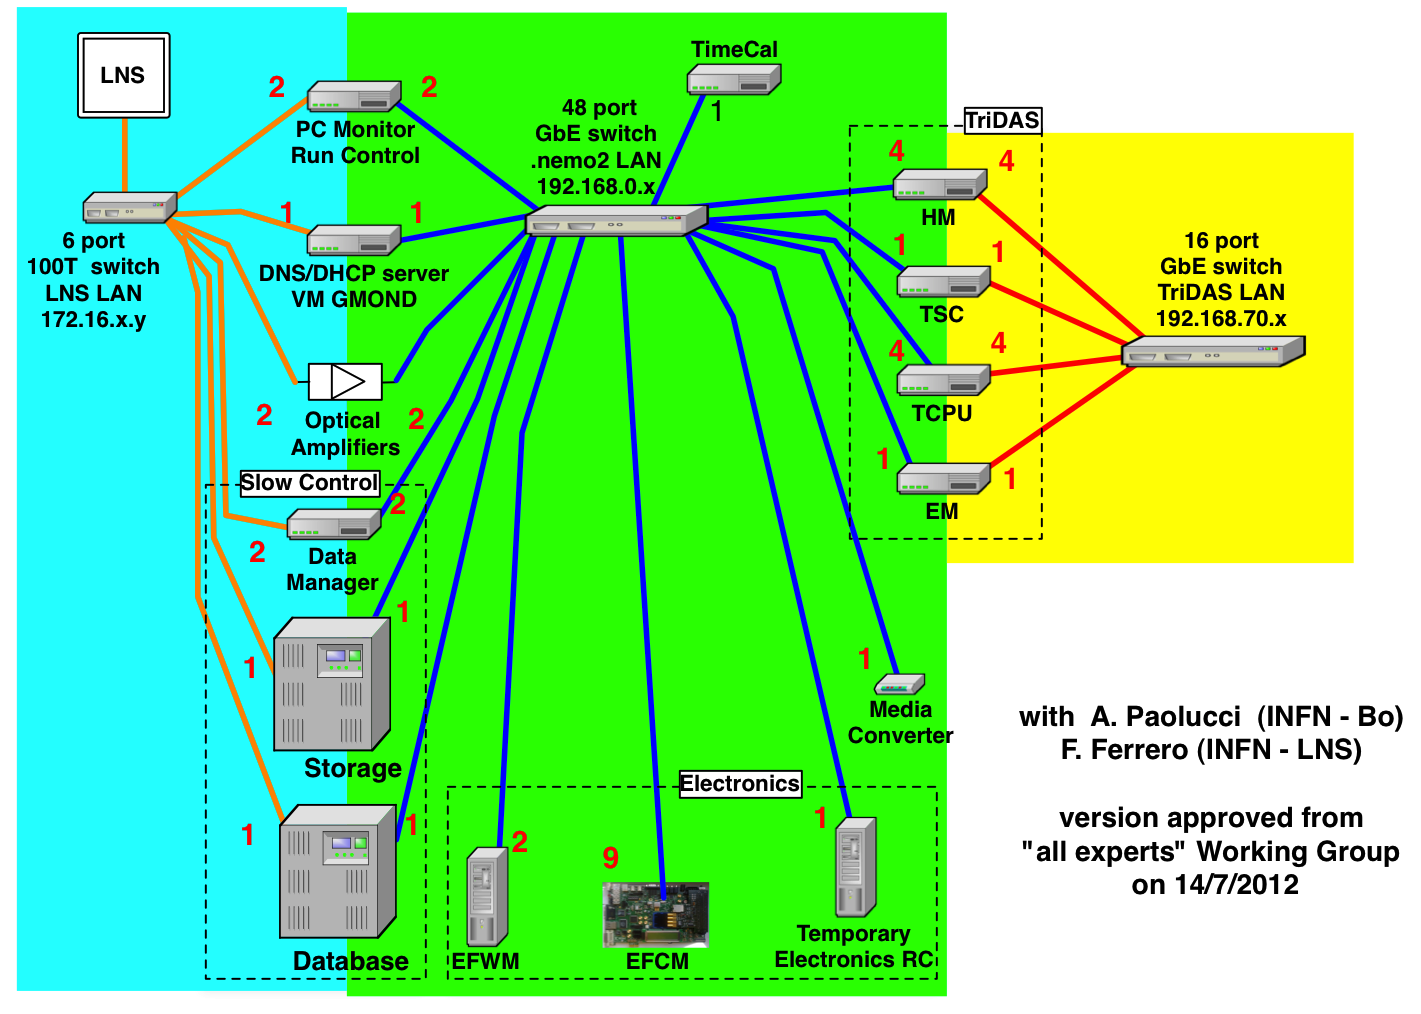 LNS
2
2
PC Monitor
Run Control
6 port
100T  switch
LNS LAN
172.16.x.y
1
1
DNS/DHCP server
VM GMOND
2
2
Optical
Amplifiers
Slow Control
2
2
Data
Manager
1
1
Storage
1
1
Database
48 port
GbE switch
.nemo2 LAN
192.168.0.x
TimeCal
1
TriDAS
4
4
HM
1
1
TSC
4
4
TCPU
1
1
EM
16 port
GbE switch
TriDAS LAN
192.168.70.x
1
Media
Converter
Electronics
2
EFWM
9
EFCM
1
Temporary
Electronics RC
with  A. Paolucci  (INFN - Bo)
F. Ferrero (INFN - LNS)
version approved from
"all experts" Working Group
on 14/7/2012